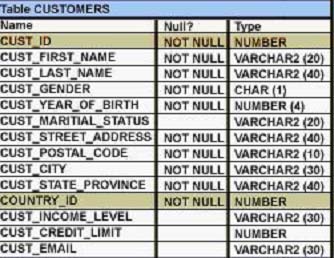 Table CUSTOMERS
Name Null? Type
CUST_ID NOT NULL NUMBER
CUST_FIRST_NAME NOT NULL VARCHAR2 (20)
CUST_LAST_NAME NOT NULL VARCHAR2 (40)
CUST_GENDER NOT NULL CHAR (1)
CUST_YEAR_OF_BIRTH NOT NULL NUMBER (4)
CUST_MARITIAL_STATUS VARCHAR2 (20)
CUST_STREET_ADDRESS NOT NULL VARCHAR2 (40)
CUST_POSTAL_CODE NOT NULL VARCHAR2 (10)
CUST_CITY NOT NULL VARCHAR2 (30)
CUST_STATE_PROVINCE NOT NULL VARCHAR2 (40)
COUNTRY_ID NOT NULL NUMBER
CUST_INCOME_LEVEL VARCHAR2 (30)
CUST_CREDIT_LIMIT NUMBER
CUST_EMAIL VARCHAR2 (30)